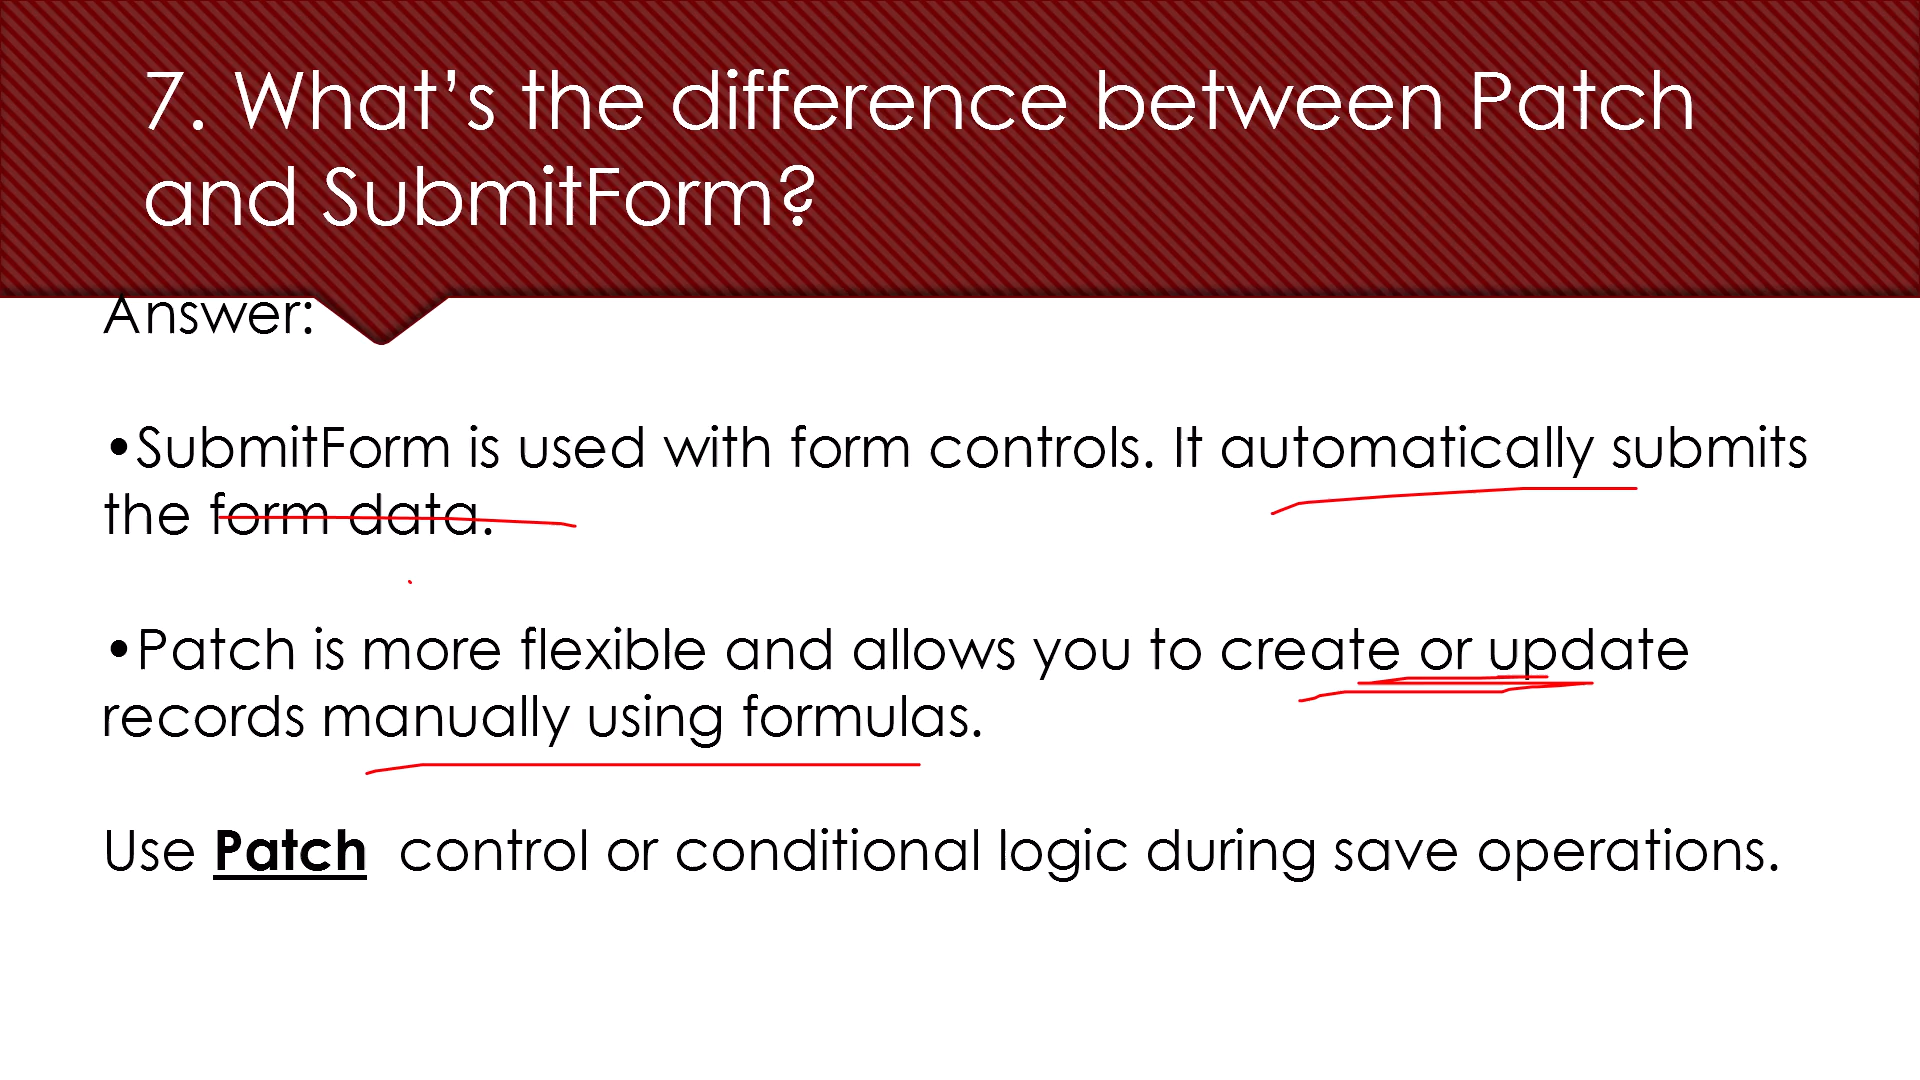 7. What’s the difference between Patch
and SubmitForm?
Answer:
•SubmitForm is used with form controls. It automatically submits
the form data.
•Patch is more flexible and allows you to create or update
records manually using formulas.
Use Patch  control or conditional logic during save operations.